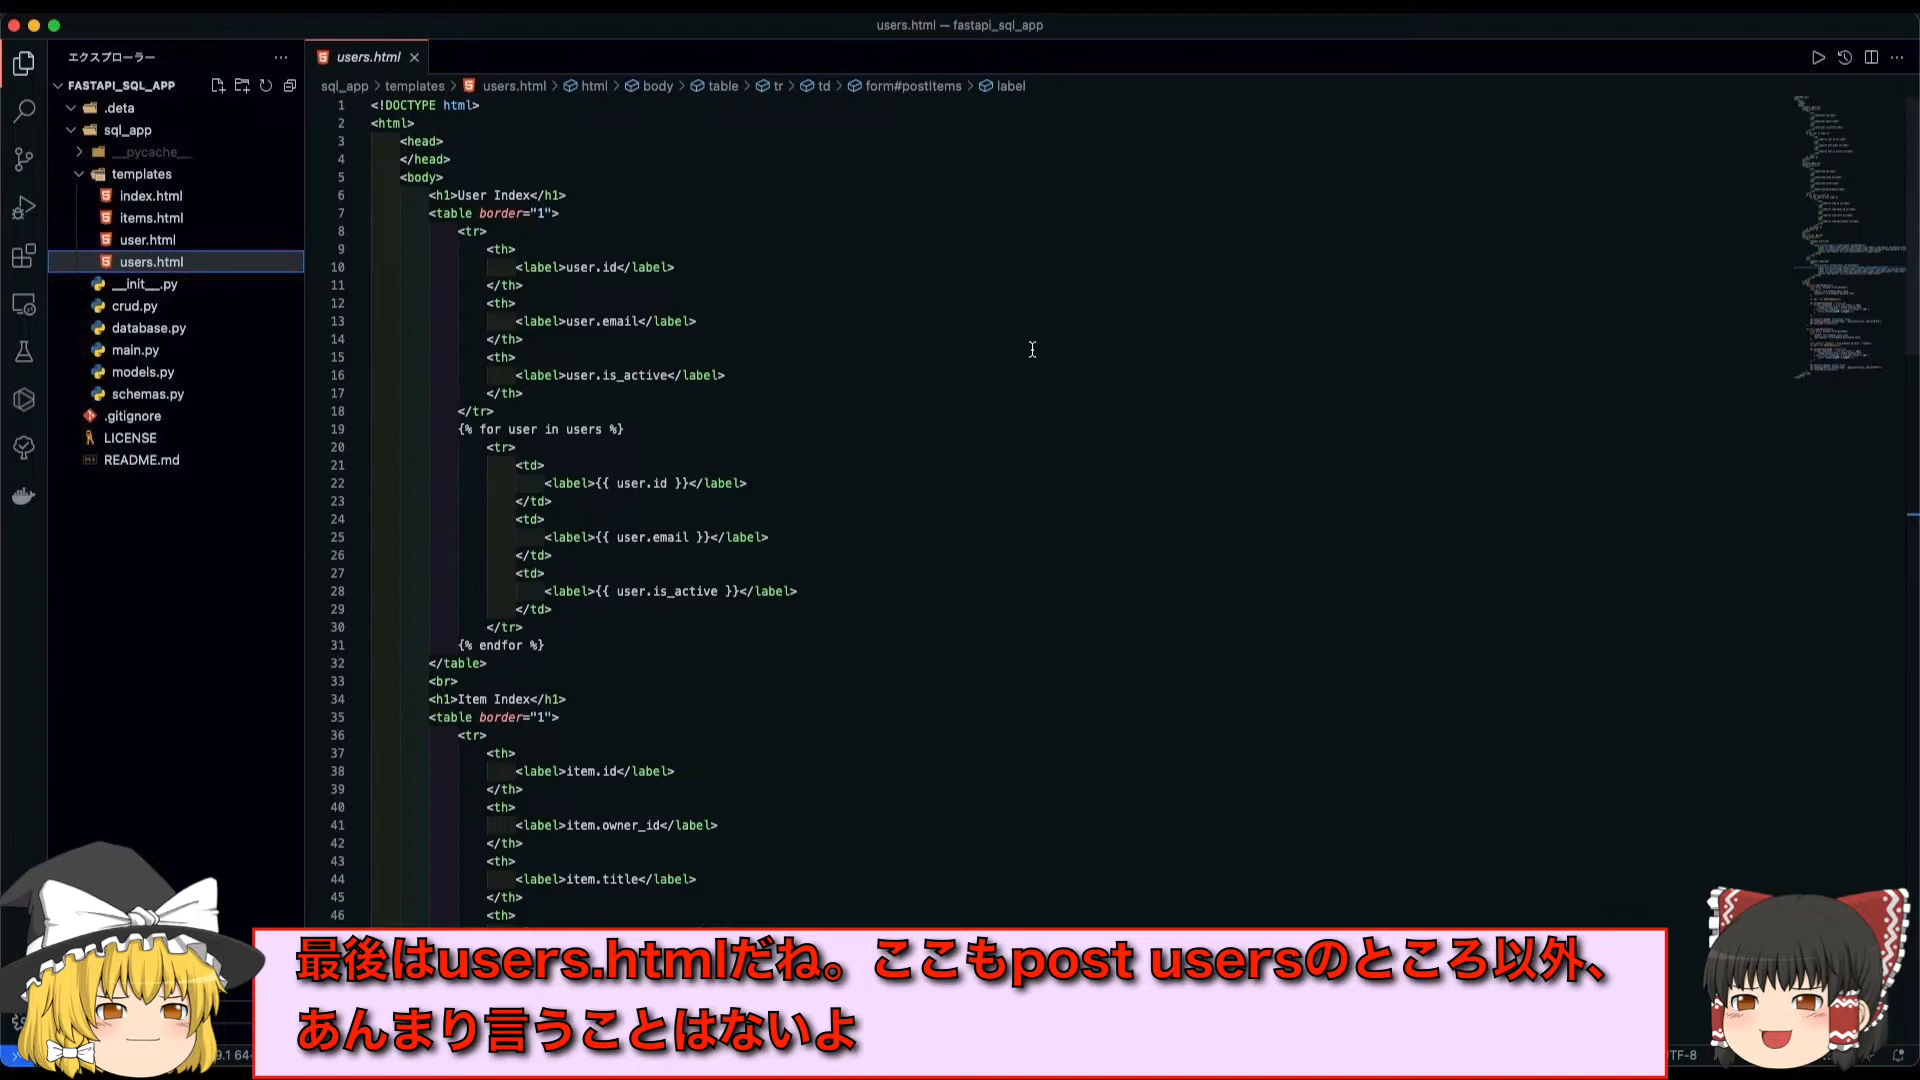 users.html — fastapi_sql_app
エクスプローラー
users.html
FASTAPI_SQL_APP
.deta
sql_app
__pycache__
templates
index.html
items.html
user.html
users.html
__init__.py
crud.py
database.py
main.py
models.py
schemas.py
.gitignore
LICENSE
README.md
sql_app > templates > users.html > html > body > table > tr > td > form#postItems > label
1 <!DOCTYPE html>
2 <html>
3 <head>
4 </head>
5 <body>
6 <h1>User Index</h1>
7 <table border="1">
8 <tr>
9 <th>
10 <label>user.id</label>
11 </th>
12 <th>
13 <label>user.email</label>
14 </th>
15 <th>
16 <label>user.is_active</label>
17 </th>
18 </tr>
19 {% for user in users %}
20 <tr>
21 <td>
22 <label>{{ user.id }}</label>
23 </td>
24 <td>
25 <label>{{ user.email }}</label>
26 </td>
27 <td>
28 <label>{{ user.is_active }}</label>
29 </td>
30 </tr>
31 {% endfor %}
32 </table>
33 <br>
34 <h1>Item Index</h1>
35 <table border="1">
36 <tr>
37 <th>
38 <label>item.id</label>
39 </th>
40 <th>
41 <label>item.owner_id</label>
42 </th>
43 <th>
44 <label>item.title</label>
45 </th>
46 <th>
最後はusers.htmlだね。ここもpost usersのところ以外、
あんまり言うことはないよ
9.1 64-
TF-8